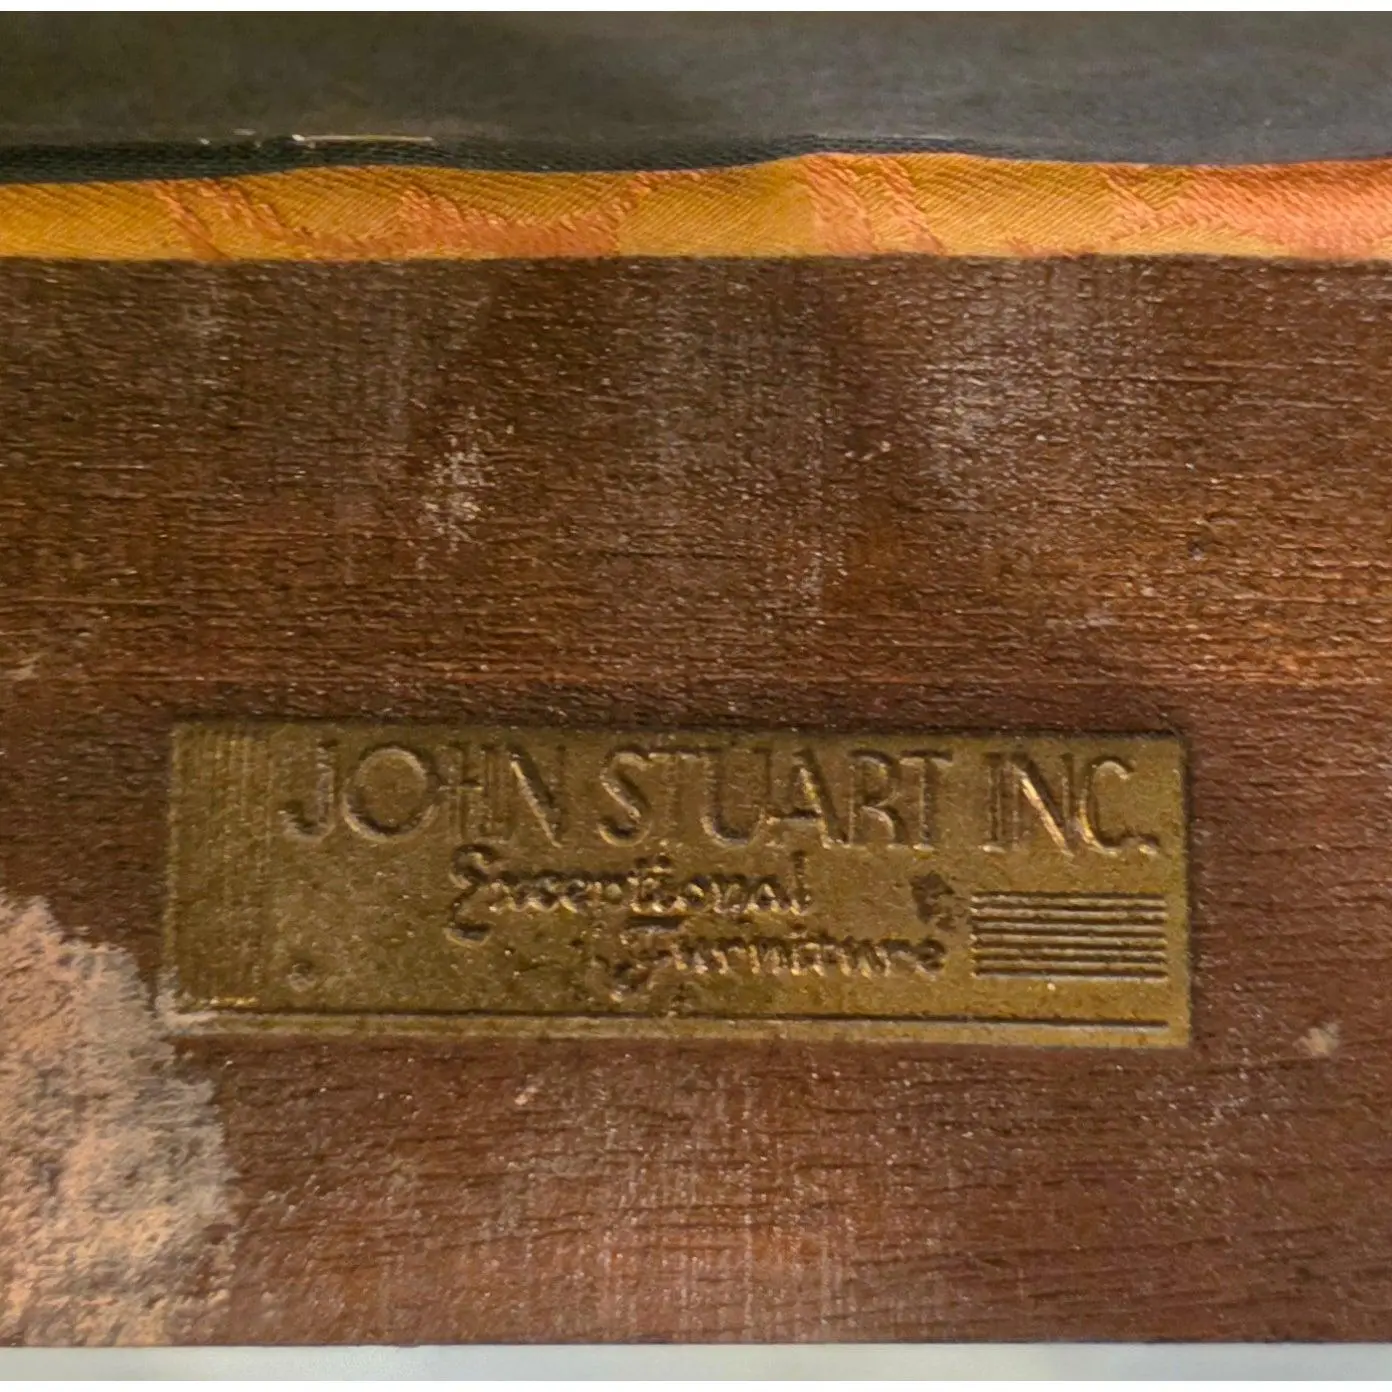 JOHN STUART INC.
Exceptional
Furniture